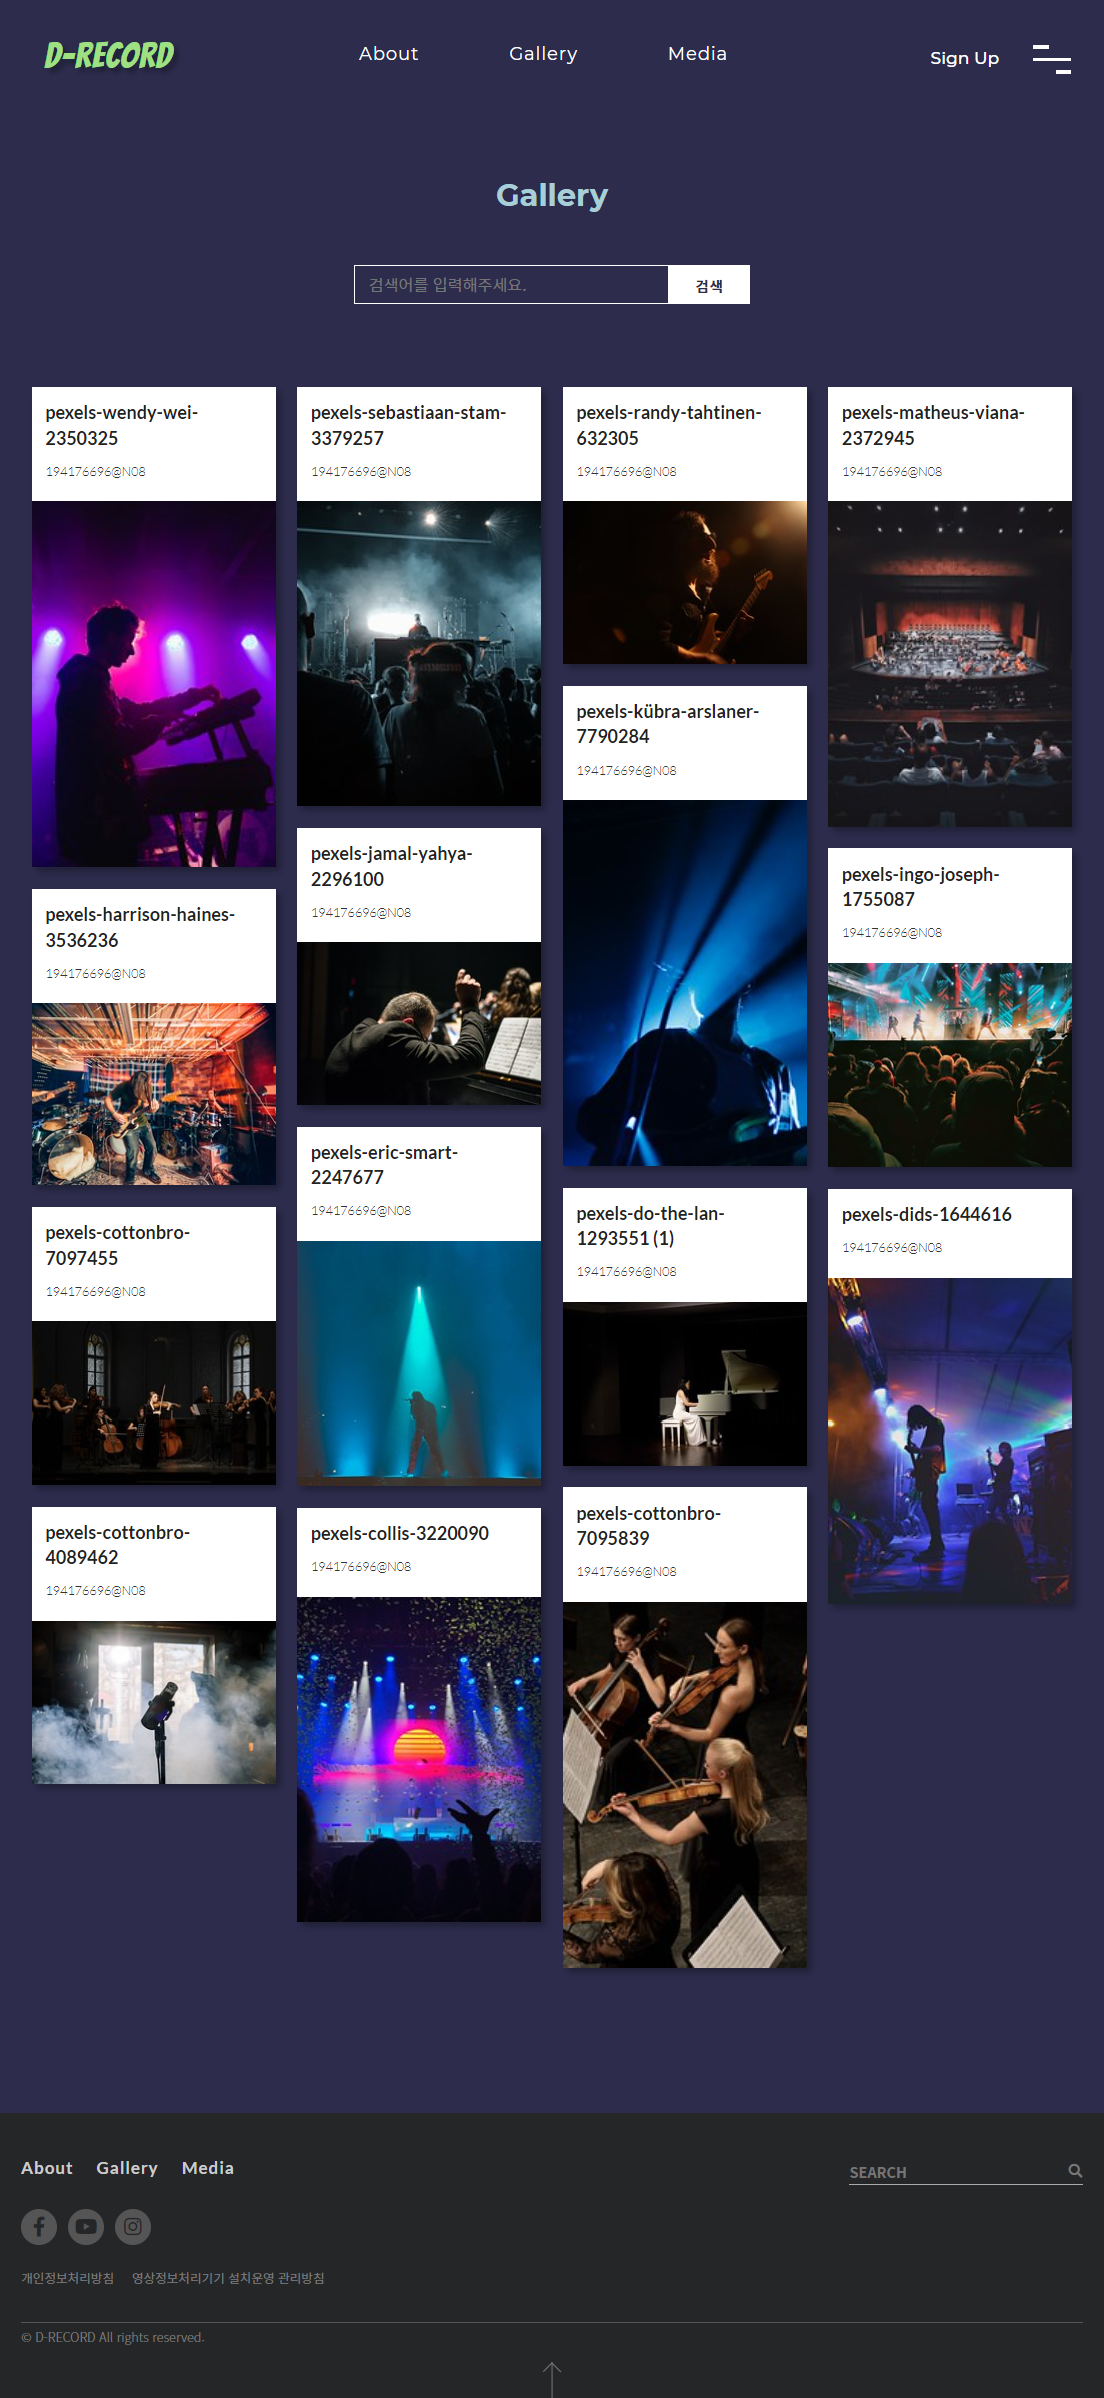 D-RECORD
About
Gallery
Media
Sign Up
Gallery
검색어를 입력해주세요.
검색
pexels-wendy-wei-
2350325
194176696@N08
pexels-harrison-haines-
3536236
194176696@N08
pexels-cottonbro-
7097455
194176696@N08
pexels-cottonbro-
4089462
194176696@N08
pexels-sebastiaan-stam-
3379257
194176696@N08
pexels-jamal-yahya-
2296100
194176696@N08
pexels-eric-smart-
2247677
194176696@N08
pexels-collis-3220090
194176696@N08
pexels-randy-tahtinen-
632305
194176696@N08
pexels-kübra-arslaner-
7790284
194176696@N08
pexels-do-the-lan-
1293551 (1)
194176696@N08
pexels-cottonbro-
7095839
194176696@N08
pexels-matheus-viana-
2372945
194176696@N08
pexels-ingo-joseph-
1755087
194176696@N08
pexels-dids-1644616
194176696@N08
About
Gallery
Media
SEARCH
개인정보처리방침
영상정보처리기기 설치운영 관리방침
© D-RECORD All rights reserved.